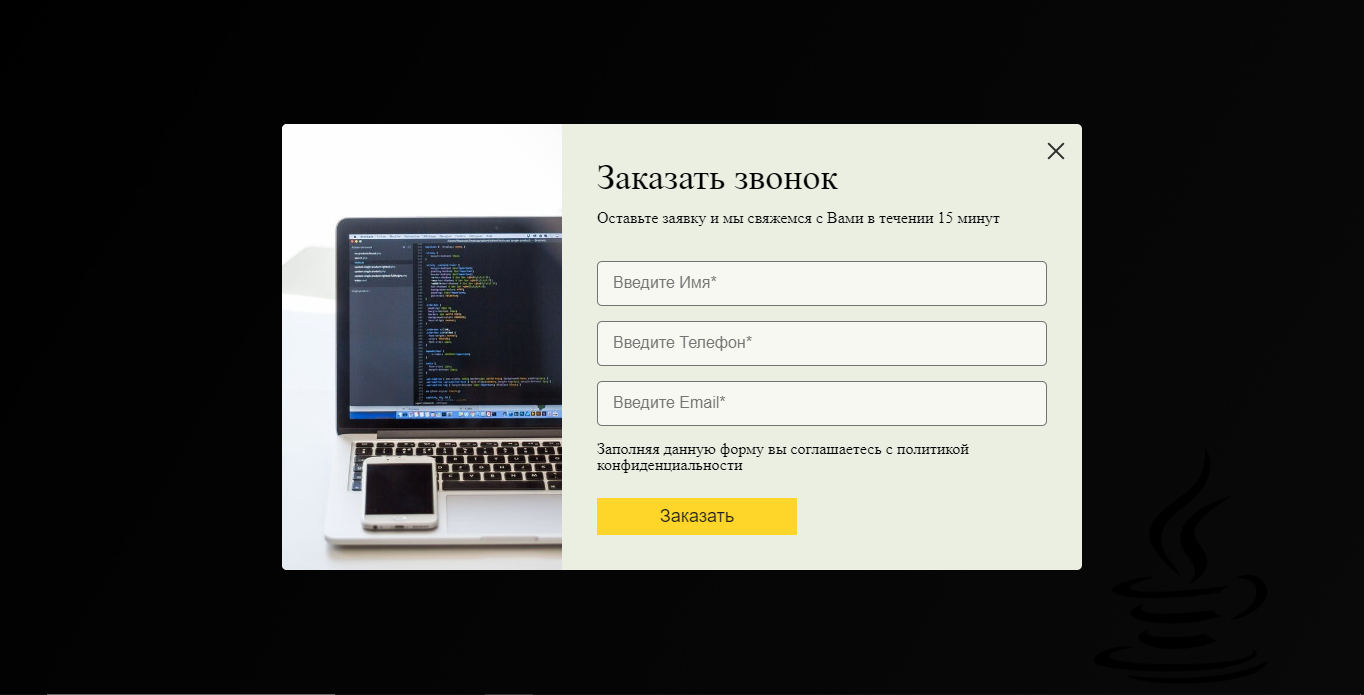 Заказать звонок
Оставьте заявку и мы свяжемся с Вами в течении 15 минут
Введите Имя*
Введите Телефон*
Введите Email*
Заполняя данную форму вы соглашаетесь с политикой
конфиденциальности
Заказать